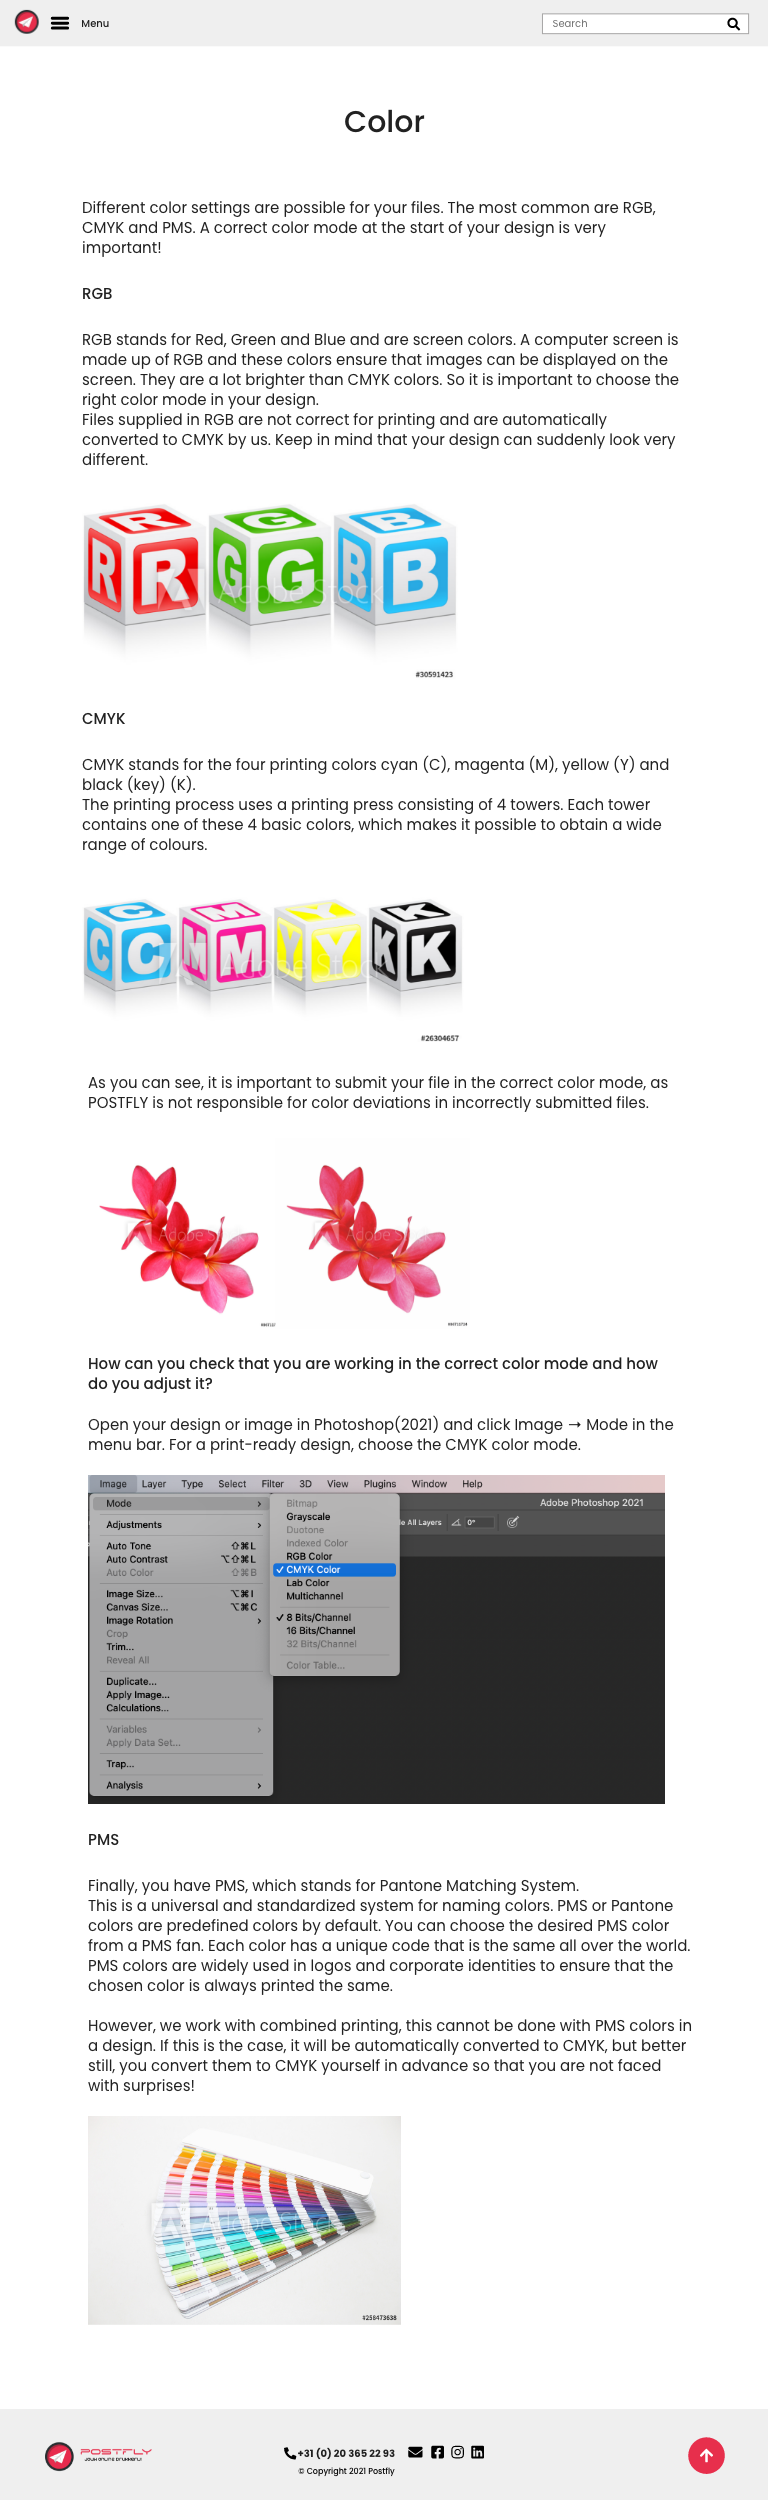 Menu
Search
Color
Different color settings are possible for your files. The most common are RGB,
CMYK and PMS. A correct color mode at the start of your design is very
important!
RGB
RGB stands for Red, Green and Blue and are screen colors. A computer screen is
made up of RGB and these colors ensure that images can be displayed on the
screen. They are a lot brighter than CMYK colors. So it is important to choose the
right color mode in your design.
Files supplied in RGB are not correct for printing and are automatically
converted to CMYK by us. Keep in mind that your design can suddenly look very
different.
R G B
R R G G B B
Adobe Stock
#30591423
CMYK
CMYK stands for the four printing colors cyan (C), magenta (M), yellow (Y) and
black (key) (K).
The printing process uses a printing press consisting of 4 towers. Each tower
contains one of these 4 basic colors, which makes it possible to obtain a wide
range of colours.
C M Y K
C C M M Y Y K K
Adobe Stock
#26304657
As you can see, it is important to submit your file in the correct color mode, as
POSTFLY is not responsible for color deviations in incorrectly submitted files.
Adobe Stock Adobe Stock
How can you check that you are working in the correct color mode and how
do you adjust it?
Open your design or image in Photoshop(2021) and click Image → Mode in the
menu bar. For a print-ready design, choose the CMYK color mode.
Image Layer Type Select Filter 3D View Plugins Window Help
Adobe Photoshop 2021
All Layers 0°
Mode >
Adjustments >
Auto Tone ⇧⌘L
Auto Contrast ⌥⇧⌘L
Auto Color ⇧⌘B
Image Size... ⌥⌘I
Canvas Size... ⌥⌘C
Image Rotation >
Crop
Trim...
Reveal All
Duplicate...
Apply Image...
Calculations...
Variables >
Apply Data Set...
Trap...
Analysis >
Bitmap
Grayscale
Duotone
Indexed Color
RGB Color
✓ CMYK Color
Lab Color
Multichannel
✓ 8 Bits/Channel
16 Bits/Channel
32 Bits/Channel
Color Table...
PMS
Finally, you have PMS, which stands for Pantone Matching System.
This is a universal and standardized system for naming colors. PMS or Pantone
colors are predefined colors by default. You can choose the desired PMS color
from a PMS fan. Each color has a unique code that is the same all over the world.
PMS colors are widely used in logos and corporate identities to ensure that the
chosen color is always printed the same.
However, we work with combined printing, this cannot be done with PMS colors in
a design. If this is the case, it will be automatically converted to CMYK, but better
still, you convert them to CMYK yourself in advance so that you are not faced
with surprises!
Adobe Stock
#258473638
POSTFLY
JOUW ONLINE DRUKKERIJ!
+31 (0) 20 365 22 93
© Copyright 2021 Postfly